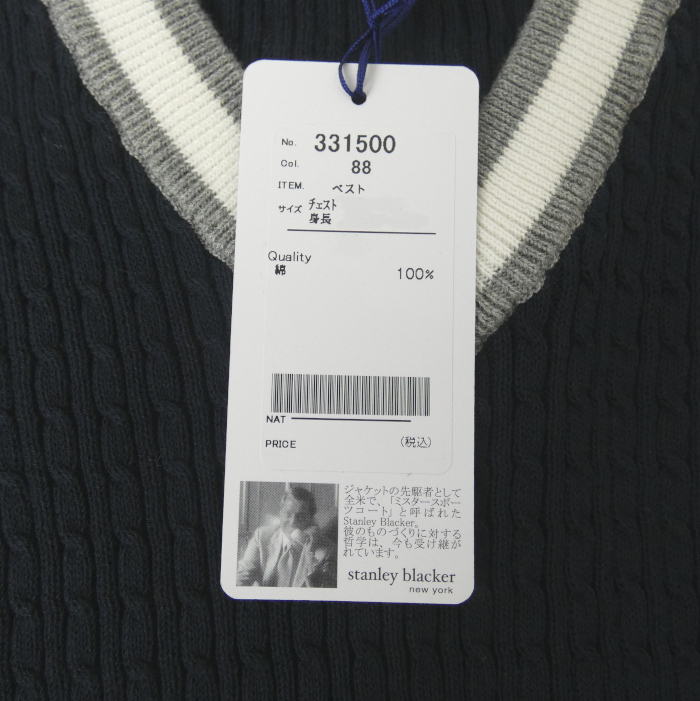 No. 331500
Col. 88
ITEM. ベスト
サイズ チェスト
身長
Quality
綿 100%
NAT
PRICE (税込)
ジャケットの先駆者として
全米で、「ミスタースポー
ツコート」と呼ばれた
Stanley Blacker。
彼のものづくりに対する
哲学は、今も受け継が
れています。
stanley blacker
new york